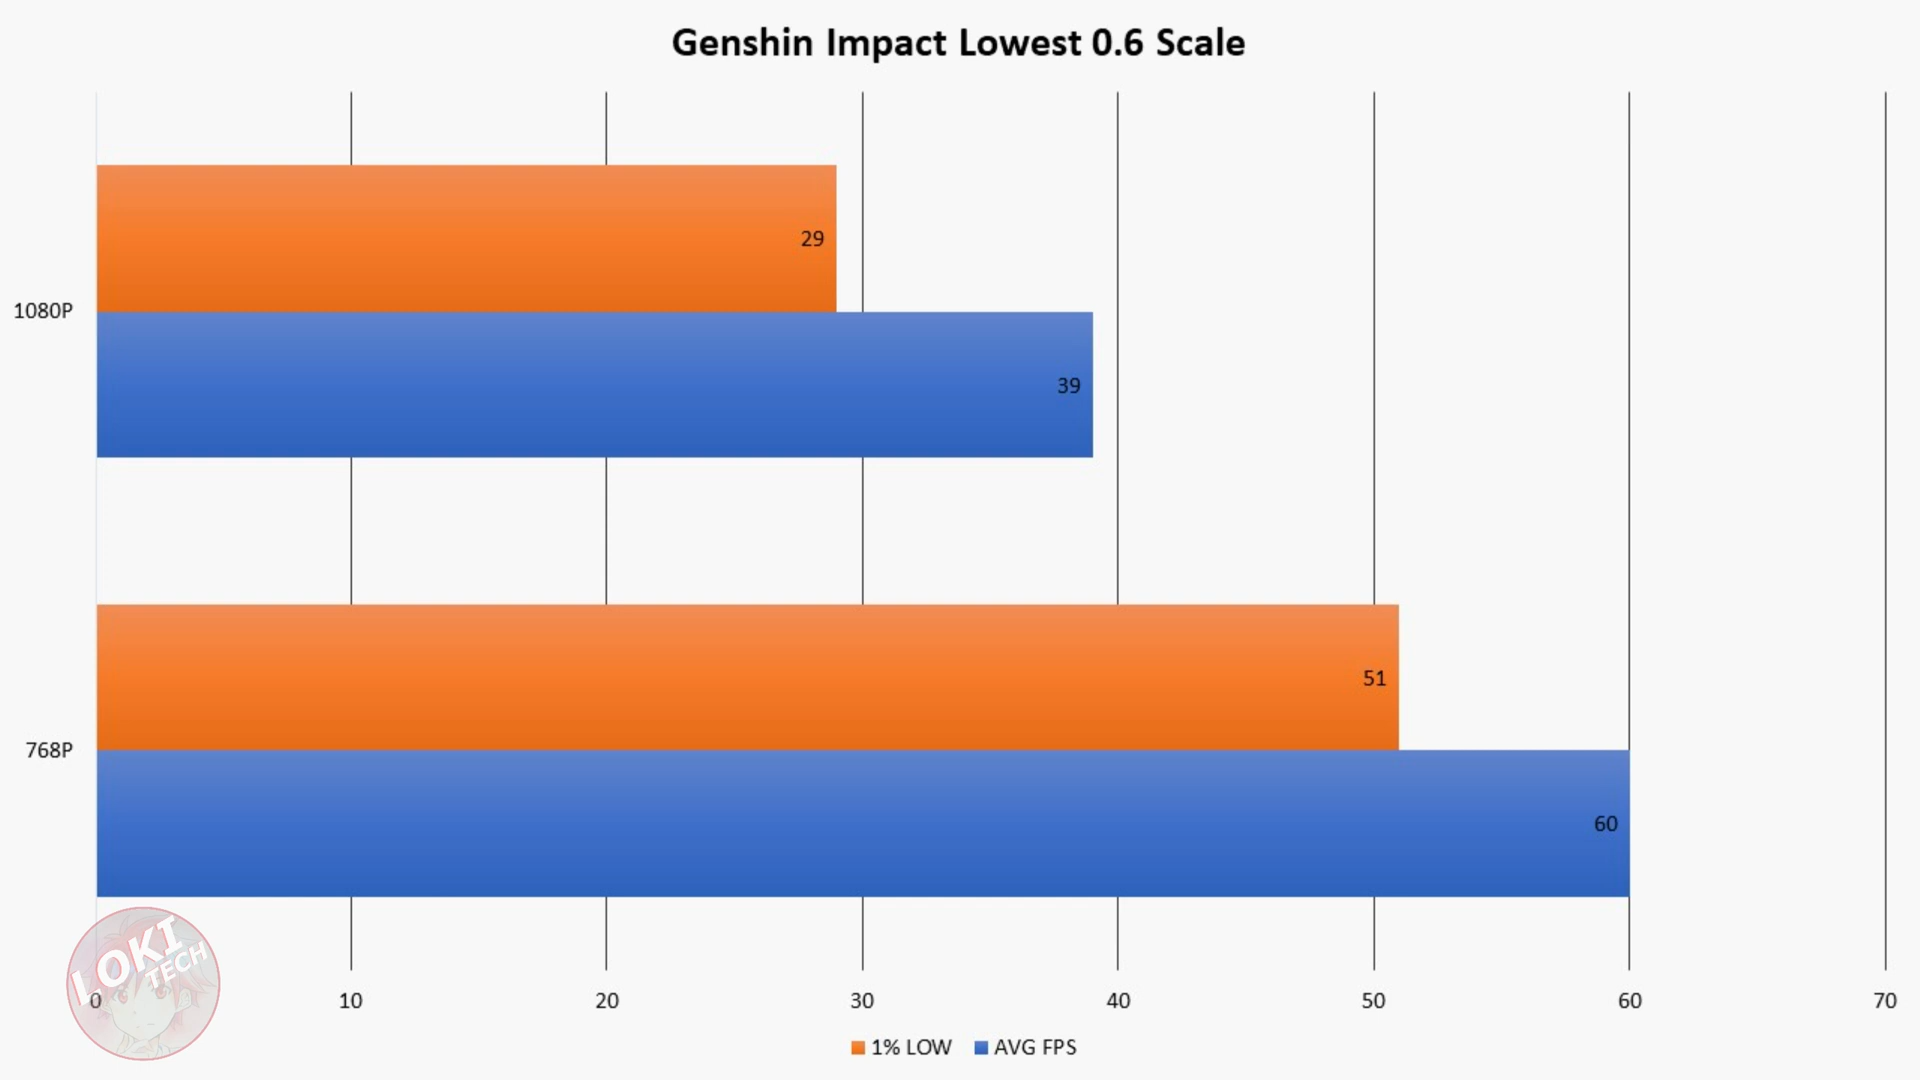 Genshin Impact Lowest 0.6 Scale
29
1080P
39
51
768P
60
LOKI
TECH
0 10 20 30 40 50 60 70
1% LOW AVG FPS